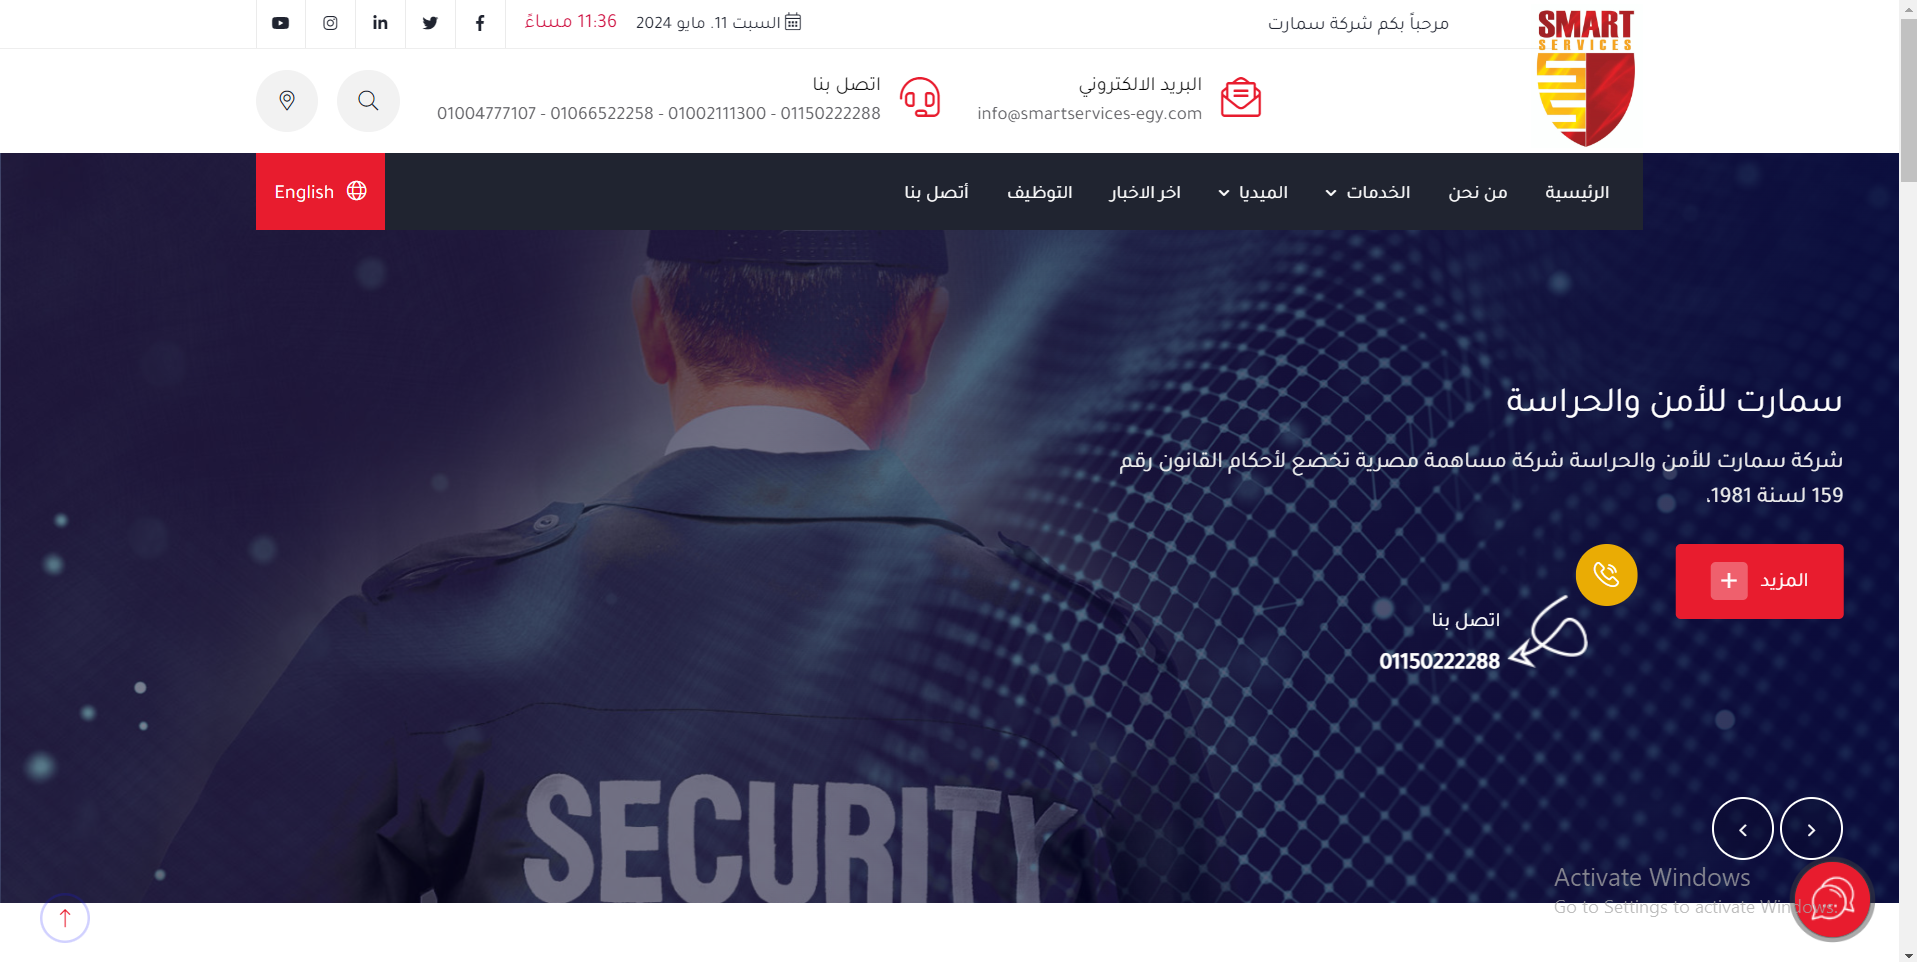 مرحباً بكم شركة سمارت
السبت 11. مايو 2024
11:36 مساءً
SMART
SERVICES
البريد الالكتروني
info@smartservices-egy.com
اتصل بنا
01004777107 - 01066522258 - 01002111300 - 01150222288
الرئيسية
من نحن
الخدمات
الميديا
اخر الاخبار
التوظيف
أتصل بنا
English
سمارت للأمن والحراسة
شركة سمارت للأمن والحراسة شركة مساهمة مصرية تخضع لأحكام القانون رقم
159 لسنة 1981،
المزيد
اتصل بنا
01150222288
SECURITY
Activate Windows
Go to Settings to activate Windows.